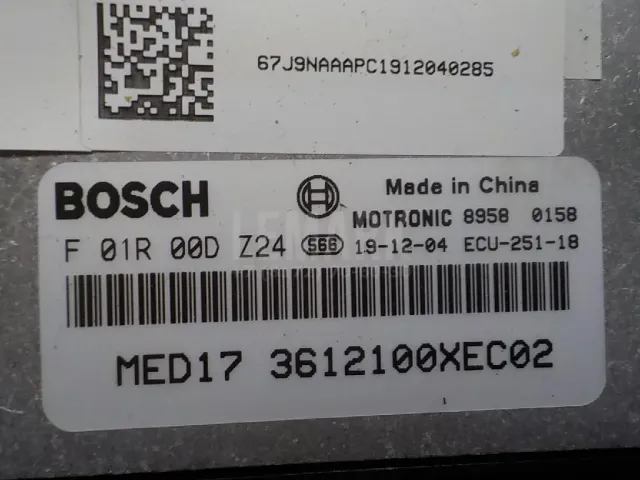 67J9NAAAPC1912040285
BOSCH
Made in China
MOTRONIC 8958 0158
F 01R 00D Z24 566 19-12-04 ECU-251-18
MED17 3612100XEC02